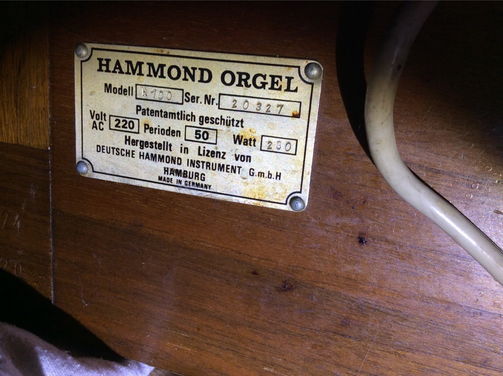 HAMMOND ORGEL
Modell Ser. Nr. 20327
Patentamtlich geschützt
Volt AC 220 Perioden 50 Watt 280
Hergestellt in Lizenz von
DEUTSCHE HAMMOND INSTRUMENT G.m.b.H
HAMBURG
MADE IN GERMANY